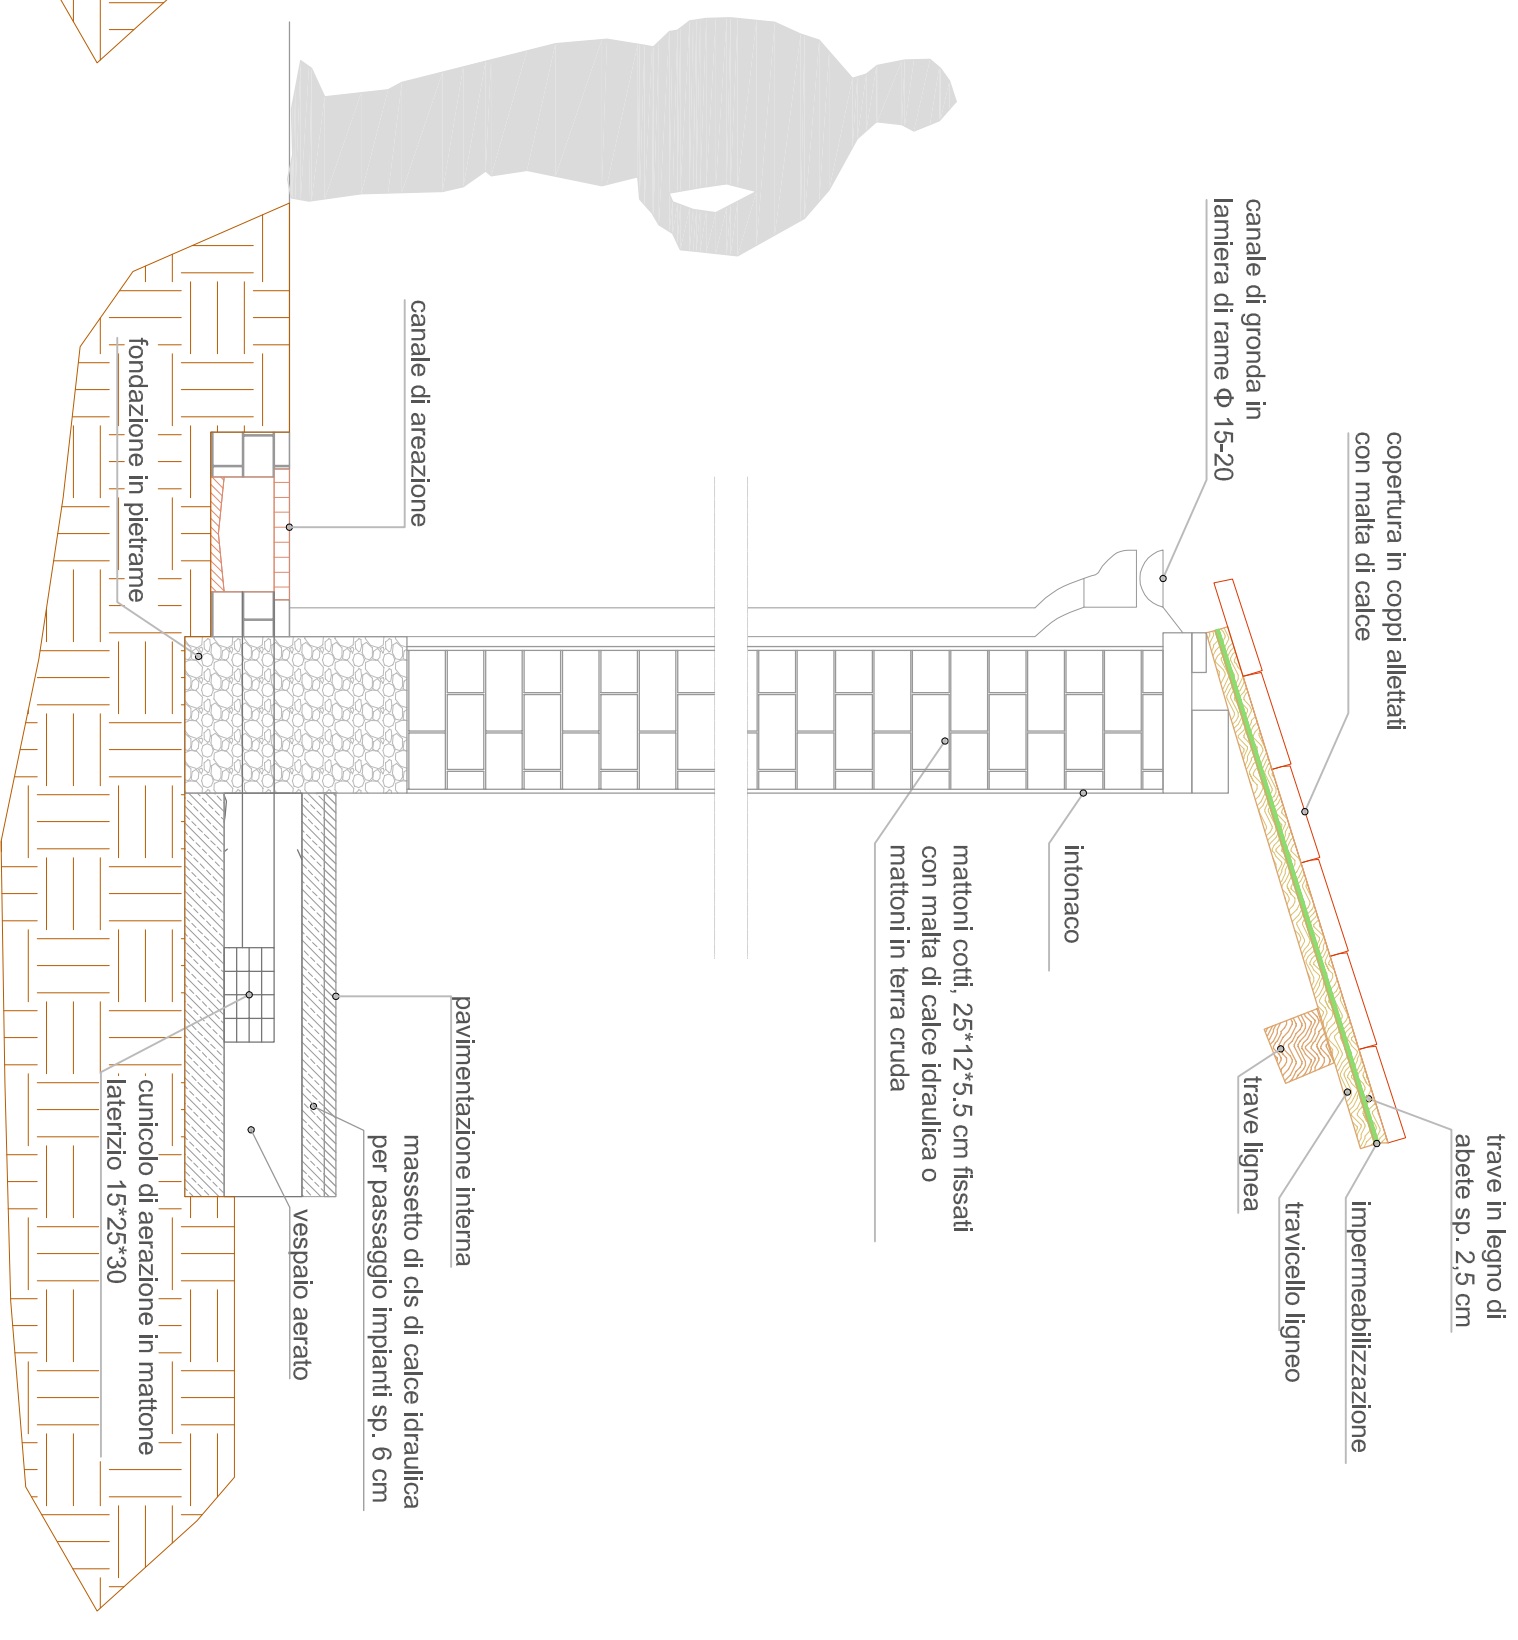 trave in legno di
abete sp. 2,5 cm
copertura in coppi allettati
con malta di calce
impermeabilizzazione
travicello ligneo
canale di gronda in
lamiera di rame Φ 15-20
trave lignea
intonaco
mattoni cotti, 25*12*5.5 cm fissati
con malta di calce idraulica o
mattoni in terra cruda
pavimentazione interna
canale di areazione
massetto di cls di calce idraulica
per passaggio impianti sp. 6 cm
vespaio aerato
fondazione in pietrame
cunicolo di aerazione in mattone
laterizio 15*25*30